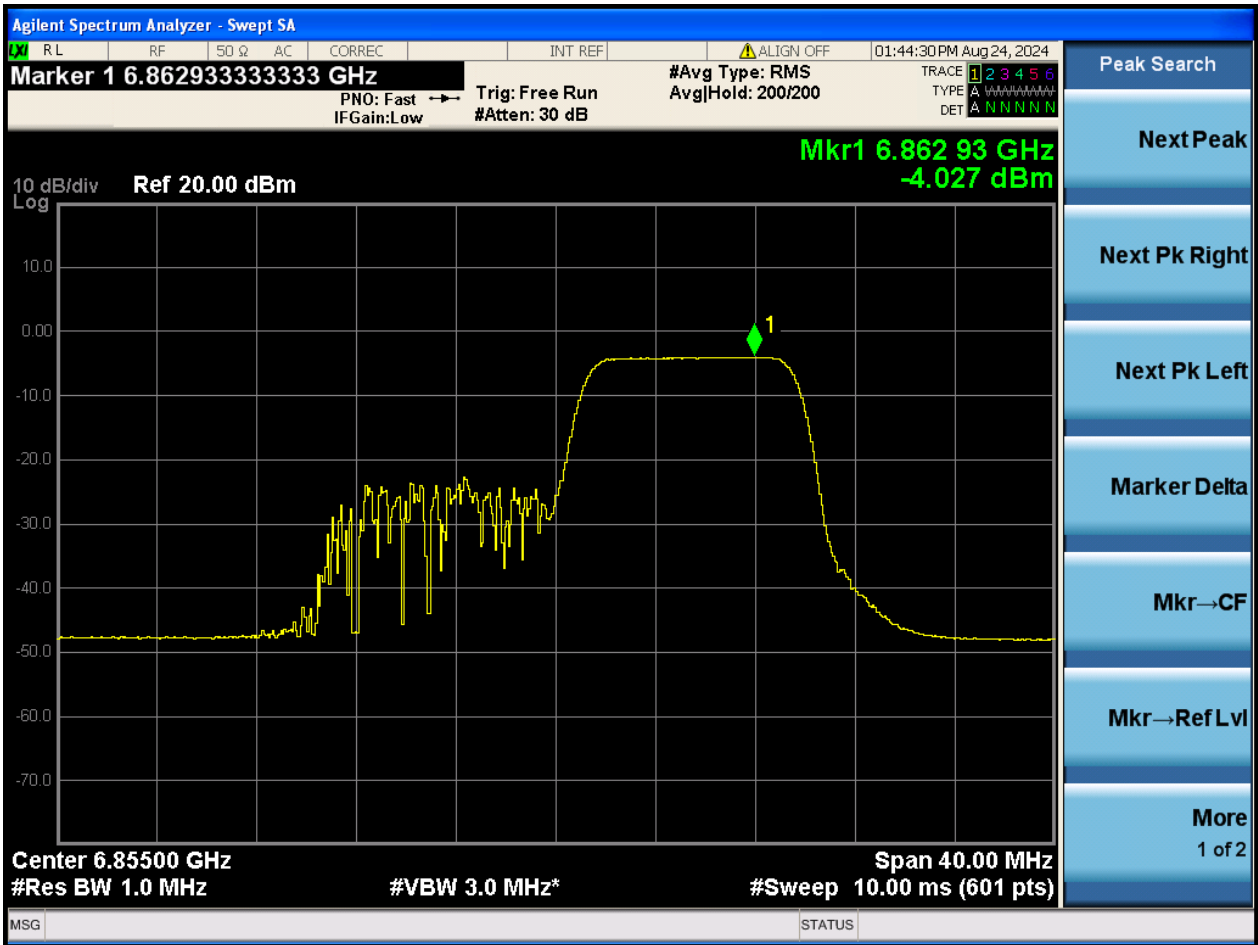 Agilent Spectrum Analyzer - Swept SA
LXI RL RF 50 Ω AC CORREC INT REF ALIGN OFF 01:44:30 PM Aug 24, 2024
Marker 1 6.862933333333 GHz
PNO: Fast
IFGain:Low
Trig: Free Run
#Atten: 30 dB
#Avg Type: RMS
Avg|Hold: 200/200
TRACE 1 2 3 4 5 6
TYPE A WWWWW
DET A N N N N N
Mkr1 6.862 93 GHz
-4.027 dBm
10 dB/div Ref 20.00 dBm
Log
10.0
0.00
-10.0
-20.0
-30.0
-40.0
-50.0
-60.0
-70.0
1
Center 6.85500 GHz Span 40.00 MHz
#Res BW 1.0 MHz #VBW 3.0 MHz* #Sweep 10.00 ms (601 pts)
MSG STATUS
Peak Search
Next Peak
Next Pk Right
Next Pk Left
Marker Delta
Mkr→CF
Mkr→Ref Lvl
More
1 of 2